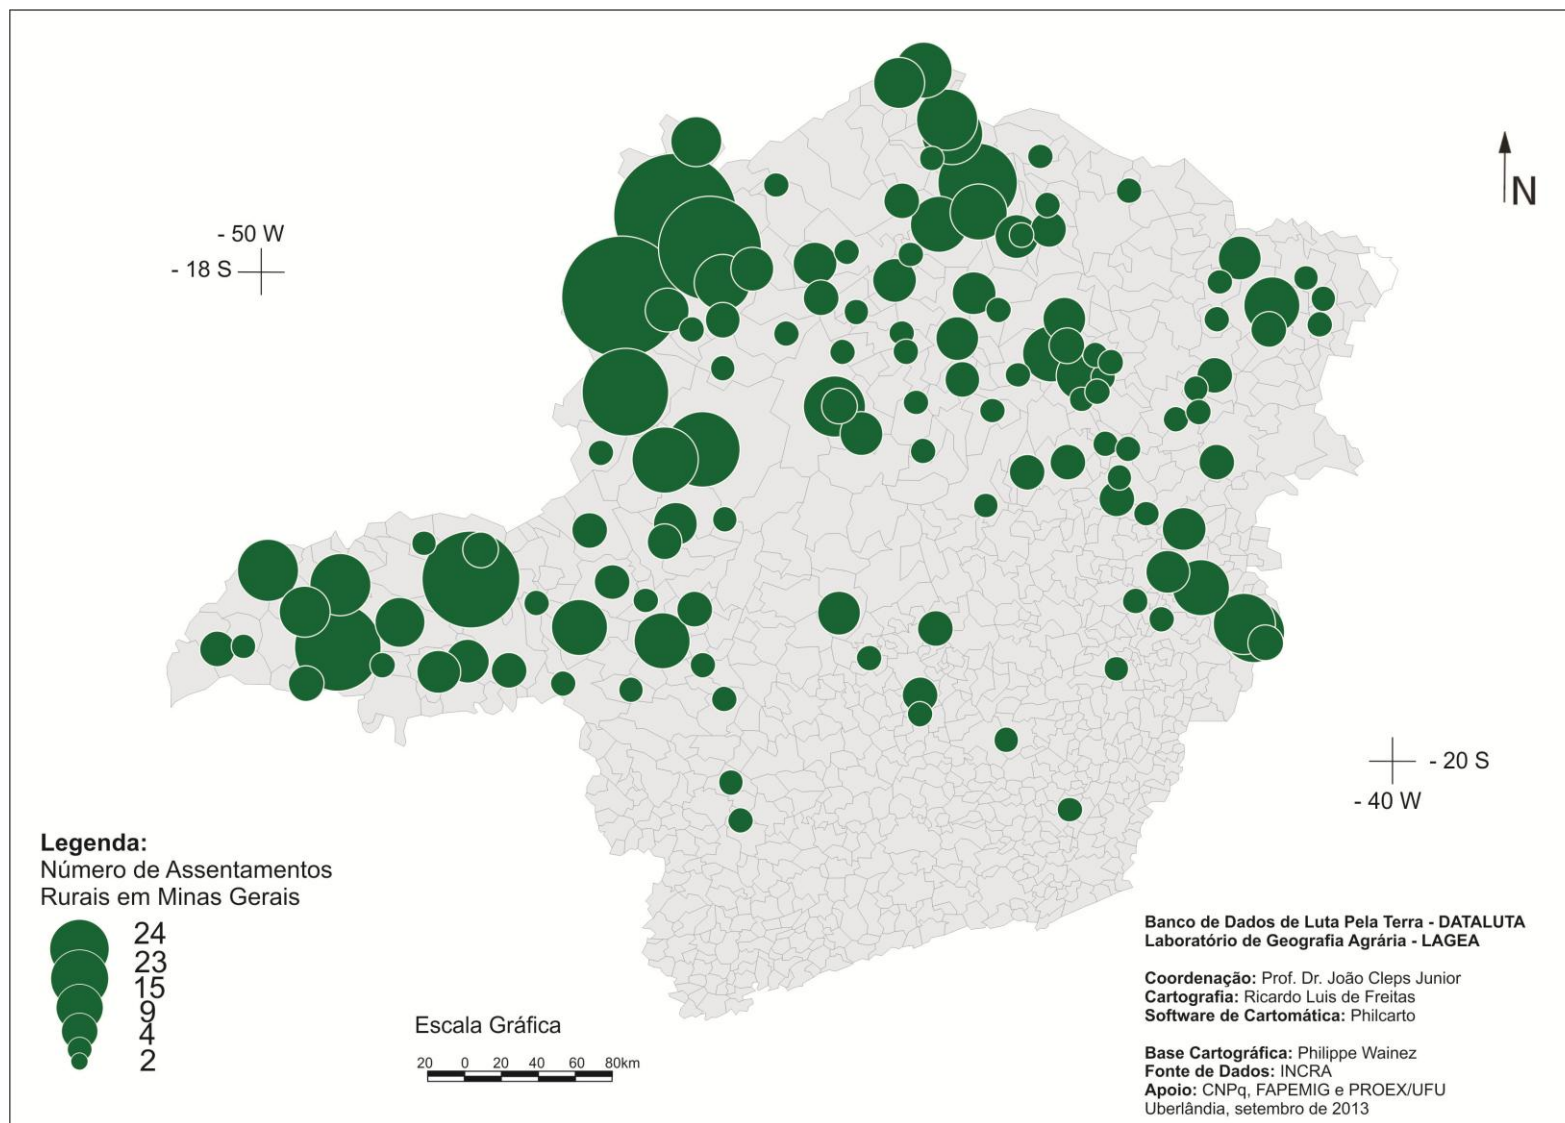 N
- 50 W
- 18 S
- 20 S
- 40 W
Legenda:
Número de Assentamentos
Rurais em Minas Gerais
24
23
15
9
4
2
Escala Gráfica
20 0 20 40 60 80km
Banco de Dados de Luta Pela Terra - DATALUTA
Laboratório de Geografia Agrária - LAGEA
Coordenação: Prof. Dr. João Cleps Junior
Cartografia: Ricardo Luis de Freitas
Software de Cartomática: Philcarto
Base Cartográfica: Philippe Wainez
Fonte de Dados: INCRA
Apoio: CNPq, FAPEMIG e PROEX/UFU
Uberlândia, setembro de 2013